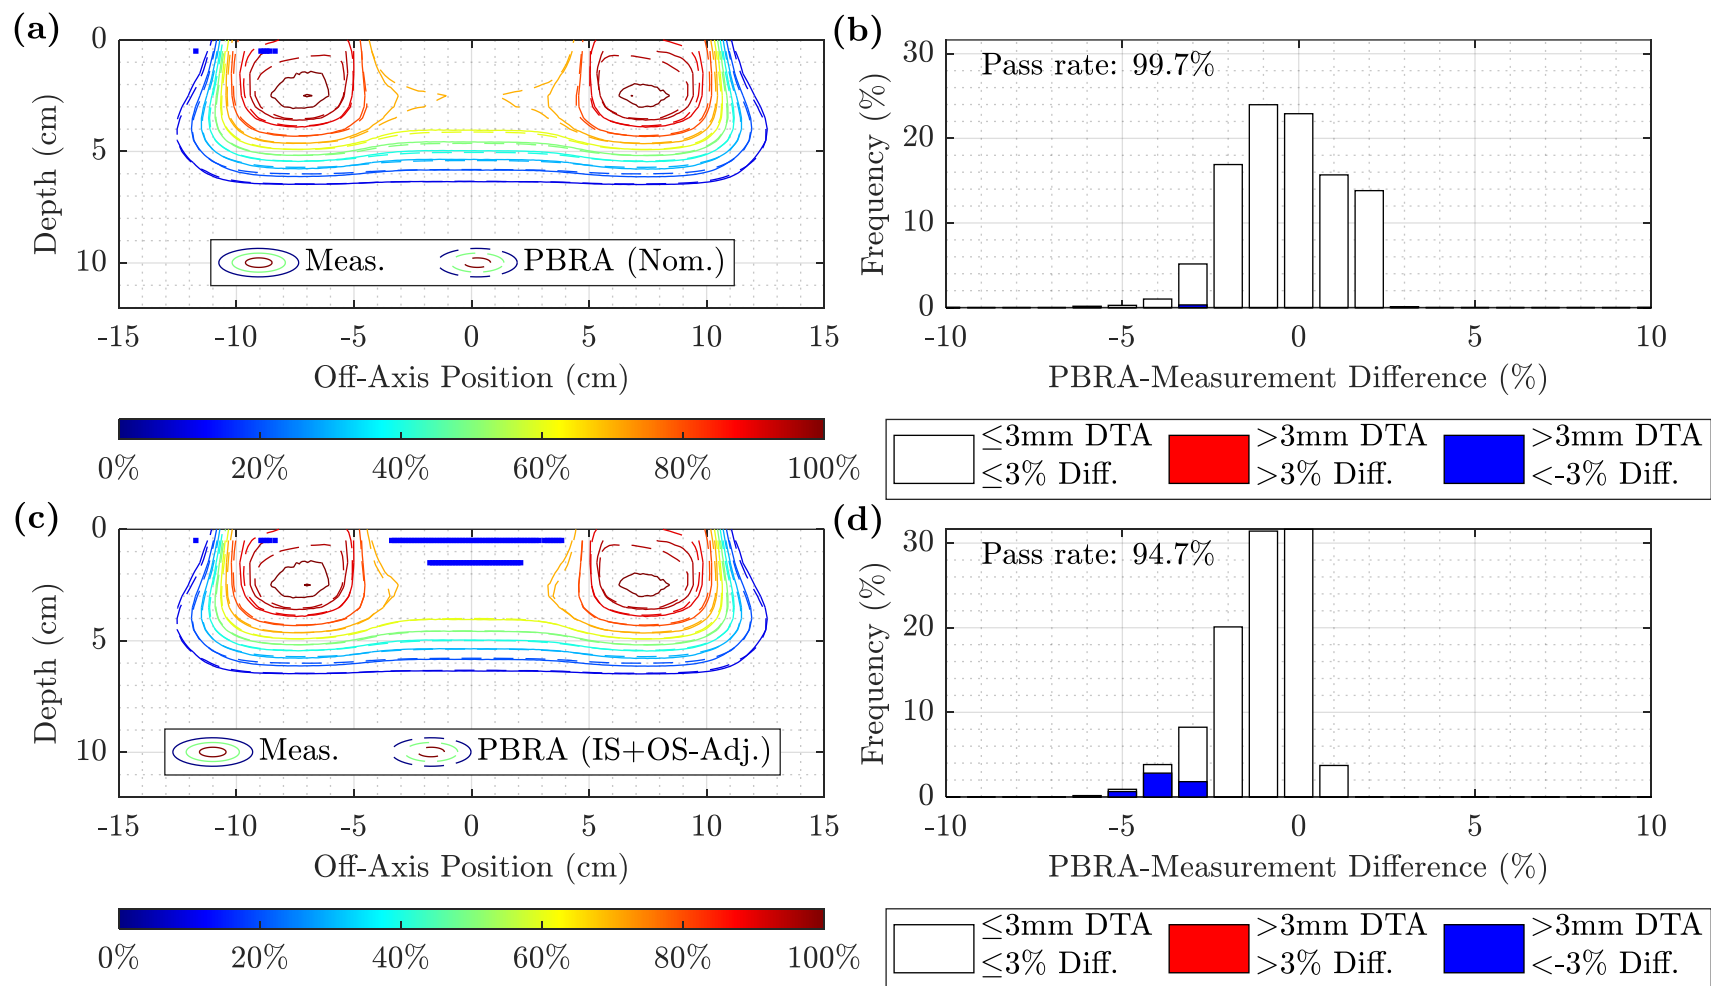 (a)
0
5
10
Depth (cm)
Meas.
PBRA (Nom.)
-15 -10 -5 0 5 10 15
Off-Axis Position (cm)
0% 20% 40% 60% 80% 100%
(b)
30
20
10
0
Frequency (%)
Pass rate: 99.7%
-10 -5 0 5 10
PBRA-Measurement Difference (%)
≤3mm DTA
≤3% Diff.
>3mm DTA
>3% Diff.
>3mm DTA
<-3% Diff.
(c)
0
5
10
Depth (cm)
Meas.
PBRA (IS+OS-Adj.)
-15 -10 -5 0 5 10 15
Off-Axis Position (cm)
0% 20% 40% 60% 80% 100%
(d)
30
20
10
0
Frequency (%)
Pass rate: 94.7%
-10 -5 0 5 10
PBRA-Measurement Difference (%)
≤3mm DTA
≤3% Diff.
>3mm DTA
>3% Diff.
>3mm DTA
<-3% Diff.